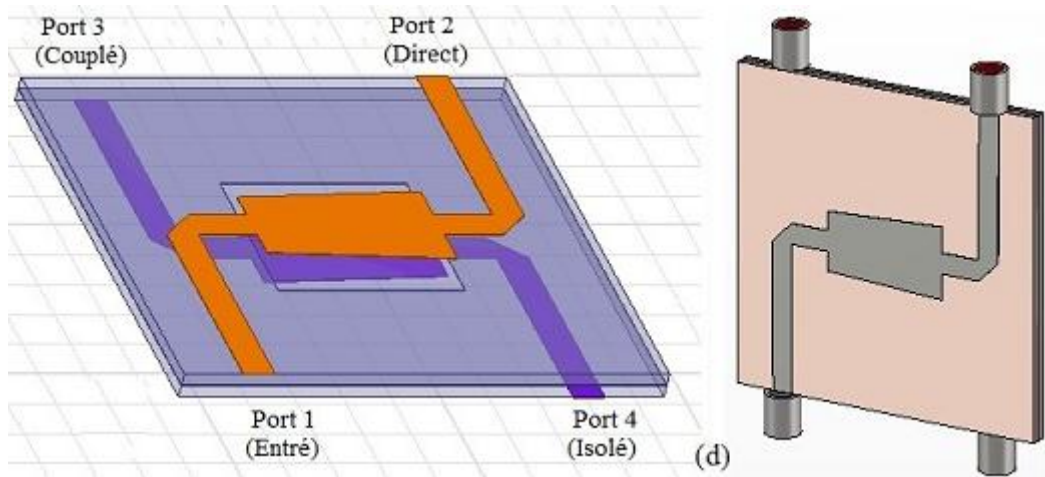 Port 3
(Couplé)
Port 2
(Direct)
Port 1
(Entré)
Port 4
(Isolé)
(d)